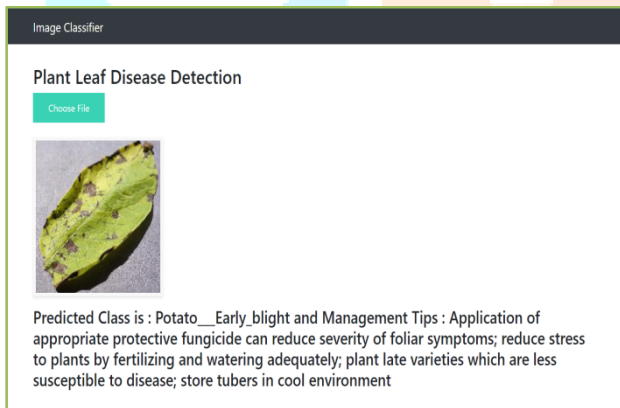 Image Classifier
Plant Leaf Disease Detection
Choose File
Predicted Class is : Potato___Early_blight and Management Tips : Application of
appropriate protective fungicide can reduce severity of foliar symptoms; reduce stress
to plants by fertilizing and watering adequately; plant late varieties which are less
susceptible to disease; store tubers in cool environment